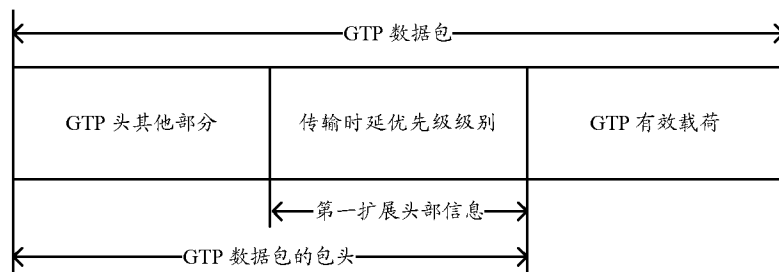 GTP 数据包
GTP 头其他部分
传输时延优先级级别
GTP 有效载荷
第一扩展头部信息
GTP 数据包的包头